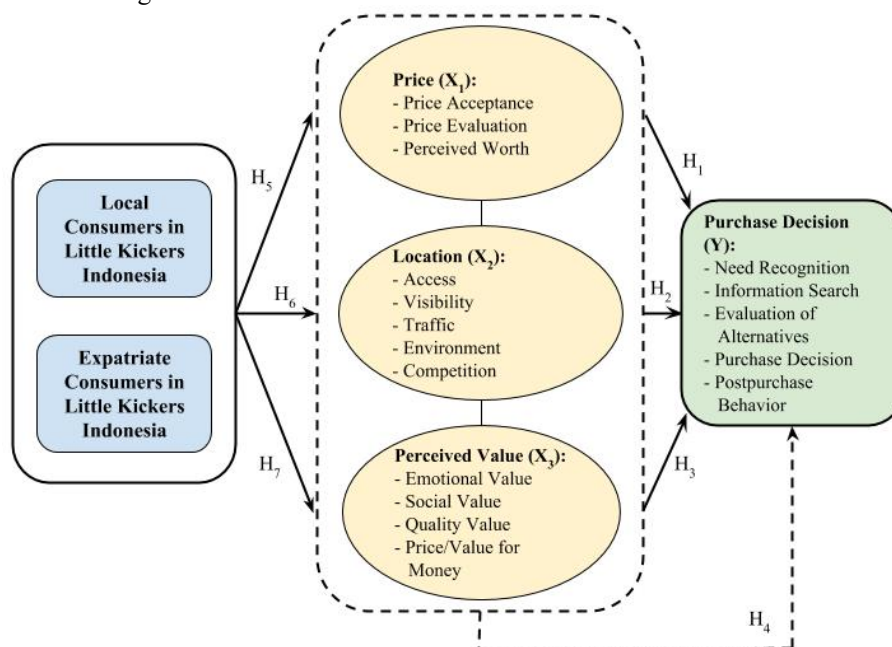 Price (X1):
- Price Acceptance
- Price Evaluation
- Perceived Worth
H5
H1
Local
Consumers in
Little Kickers
Indonesia
Location (X2):
- Access
- Visibility
- Traffic
- Environment
- Competition
H6
H2
Purchase Decision
(Y):
- Need Recognition
- Information Search
- Evaluation of
Alternatives
- Purchase Decision
- Postpurchase
Behavior
Expatriate
Consumers in
Little Kickers
Indonesia
H7
Perceived Value (X3):
- Emotional Value
- Social Value
- Quality Value
- Price/Value for
Money
H3
H4